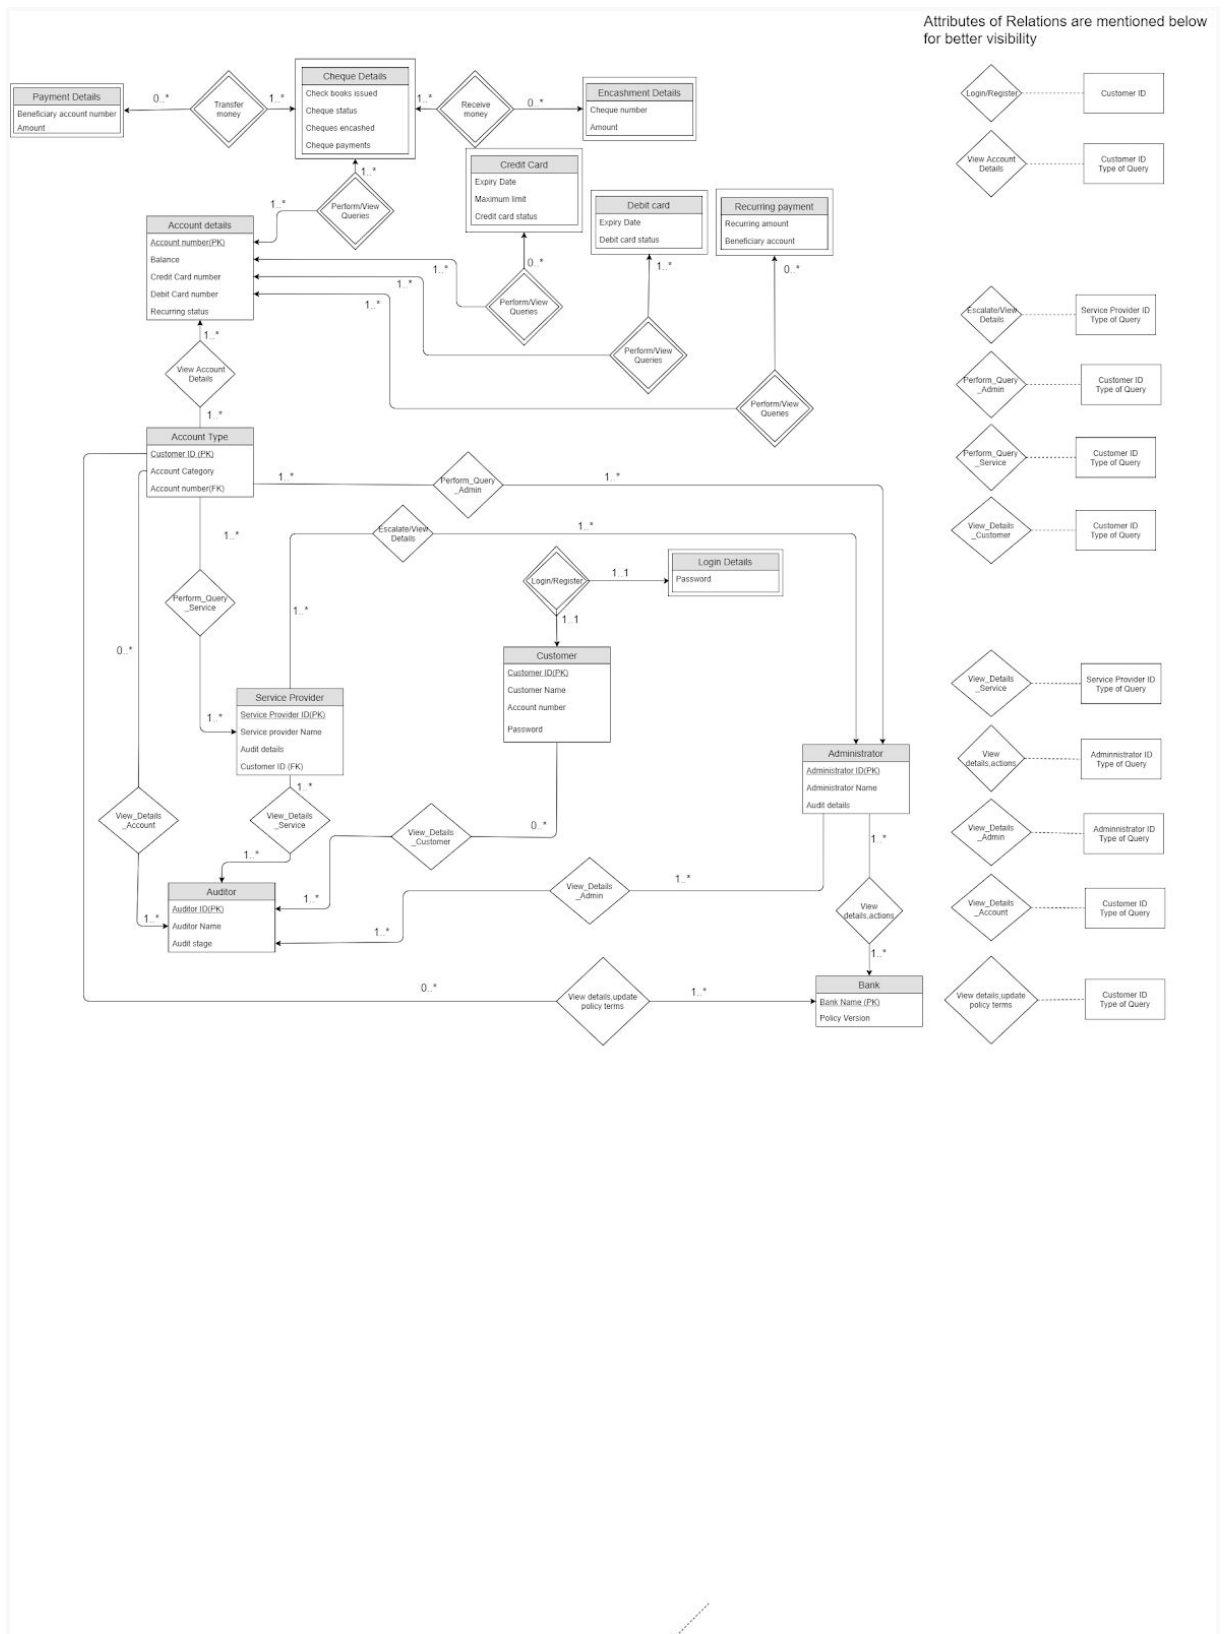 Attributes of Relations are mentioned below
for better visibility
Payment Details
Beneficiary account number
Amount
0..*
Transfer
money
1..*
Cheque Details
Check books issued
Cheque status
Cheques encashed
Cheque payments
1..*
Receive
money
0..*
Encashment Details
Cheque number
Amount
Login/Register
Customer ID
View Account
Details
Customer ID
Type of Query
Credit Card
Expiry Date
Maximum limit
Credit card status
Debit card
Expiry Date
Debit card status
Recurring payment
Recurring amount
Beneficiary account
1..*
Perform/View
Queries
1..*
Account details
Account number(PK)
Balance
Credit Card number
Debit Card number
Recurring status
1..*
0..*
Perform/View
Queries
1..*
1..*
Perform/View
Queries
1..*
0..*
Perform/View
Queries
1..*
View Account
Details
1..*
Escalate/View
Details
Service Provider ID
Type of Query
Perform_Query
_Admin
Customer ID
Type of Query
Perform_Query
_Service
Customer ID
Type of Query
View_Details
_Customer
Customer ID
Type of Query
Account Type
Customer ID (PK)
Account Category
Account number(FK)
1..*
Perform_Query
_Admin
1..*
Escalate/View
Details
1..*
1..*
1..*
Perform_Query
_Service
1..*
0..*
Login/Register
1..1
Login Details
Password
1..1
Customer
Customer ID(PK)
Customer Name
Account number
Password
Service Provider
Service Provider ID(PK)
Service provider Name
Audit details
Customer ID (FK)
Administrator
Administrator ID(PK)
Administrator Name
Audit details
View_Details
_Service
Service Provider ID
Type of Query
View
details,actions
Adminnistrator ID
Type of Query
View_Details
_Admin
Adminnistrator ID
Type of Query
View_Details
_Account
Customer ID
Type of Query
View details,update
policy terms
Customer ID
Type of Query
View_Details
_Account
1..*
View_Details
_Service
1..*
View_Details
_Customer
0..*
1..*
View_Details
_Admin
1..*
1..*
1..*
View
details,actions
1..*
Auditor
Auditor ID(PK)
Auditor Name
Audit stage
1..*
0..*
View details,update
policy terms
1..*
Bank
Bank Name (PK)
Policy Version